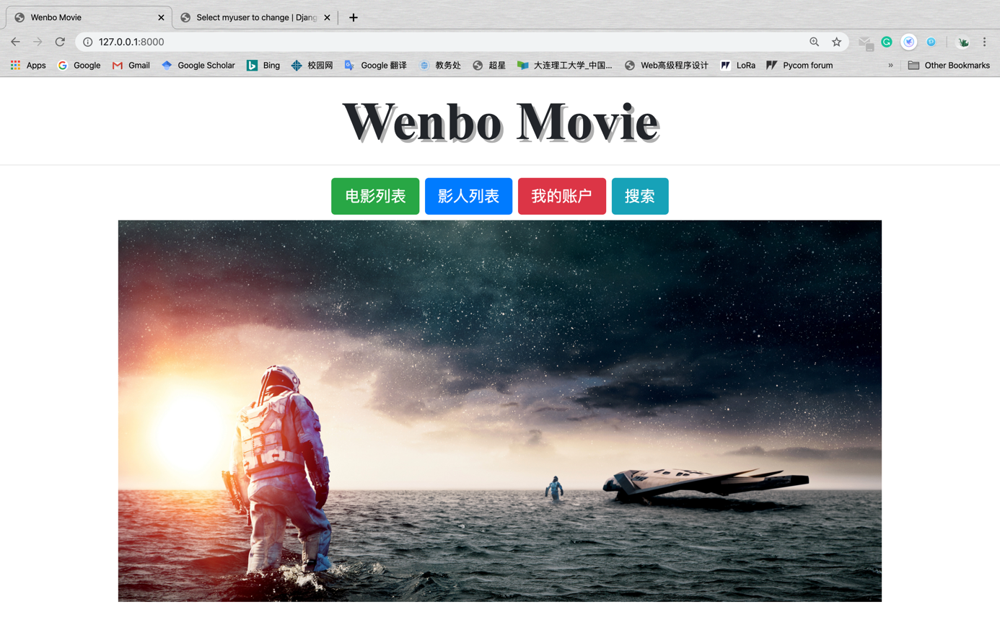 Wenbo Movie
Select myuser to change | Djang
127.0.0.1:8000
Apps Google Gmail Google Scholar Bing 校园网 Google 翻译 教务处 超星 大连理工大学_中国... Web高级程序设计 LoRa Pycom forum » Other Bookmarks
Wenbo Movie
电影列表 影人列表 我的账户 搜索